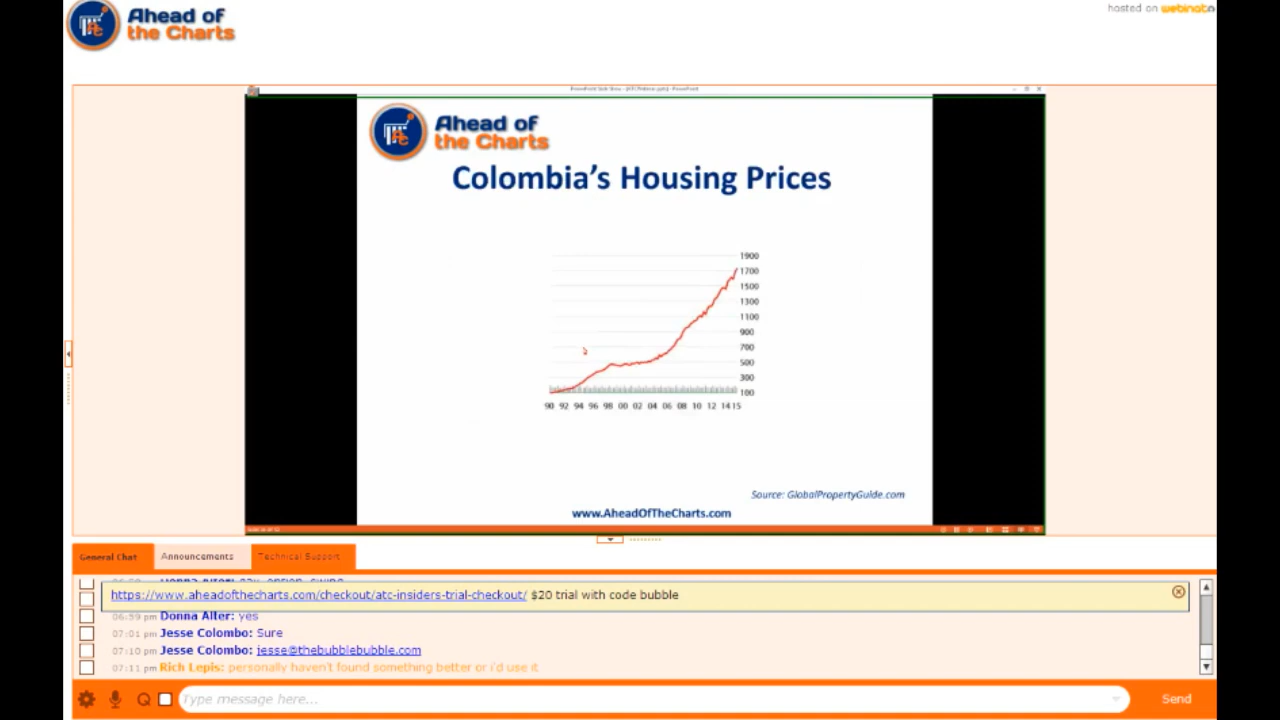 Ahead of
the Charts
hosted on
Ahead of
the Charts
Colombia's Housing Prices
1900
1700
1500
1300
1100
900
700
500
300
100
90 92 94 96 98 00 02 04 06 08 10 12 14 15
Source: GlobalPropertyGuide.com
www.AheadOfTheCharts.com
General Chat
Announcements
Technical Support
https://www.aheadofthecharts.com/checkout/atc-insiders-trial-checkout/ $20 trial with code bubble
06:59 pm Donna Alter: yes
07:01 pm Jesse Colombo: Sure
07:10 pm Jesse Colombo: jesse@thebubblebubble.com
07:11 pm Rich Lepis: personally haven't found something better or i'd use it
Q
Type message here...
Send